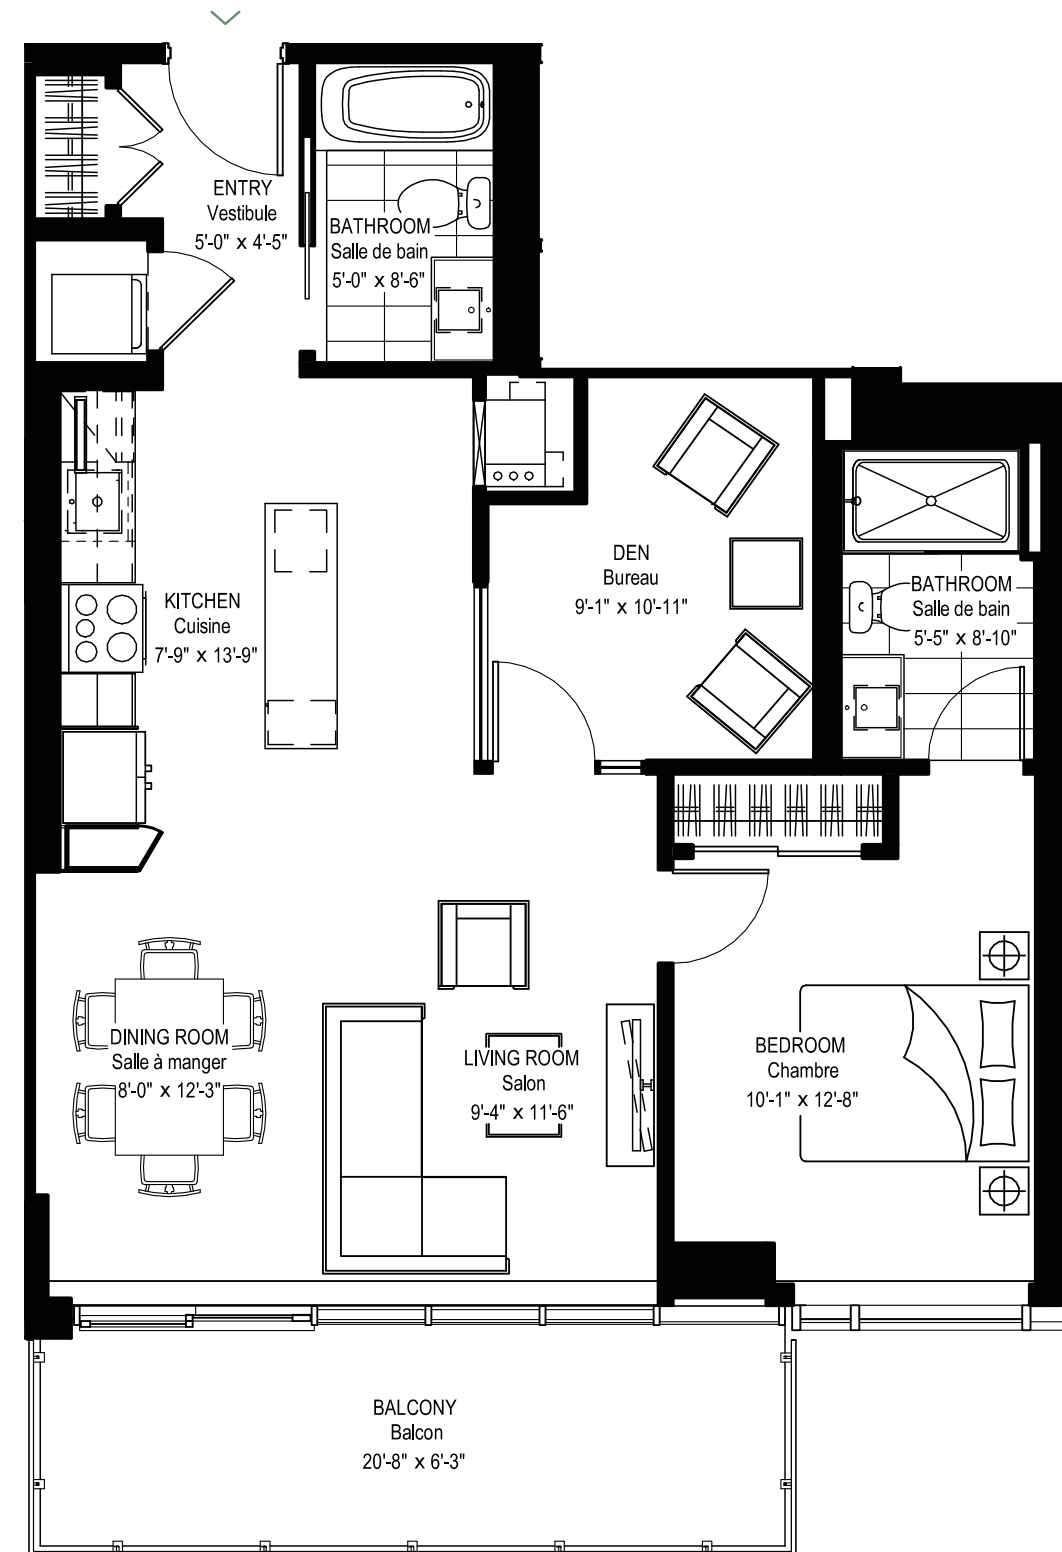 ENTRY
Vestibule
5'-0" x 4'-5"
BATHROOM
Salle de bain
5'-0" x 8'-6"
DEN
Bureau
9'-1" x 10'-11"
BATHROOM
Salle de bain
5'-5" x 8'-10"
KITCHEN
Cuisine
7'-9" x 13'-9"
DINING ROOM
Salle à manger
8'-0" x 12'-3"
LIVING ROOM
Salon
9'-4" x 11'-6"
BEDROOM
Chambre
10'-1" x 12'-8"
BALCONY
Balcon
20'-8" x 6'-3"